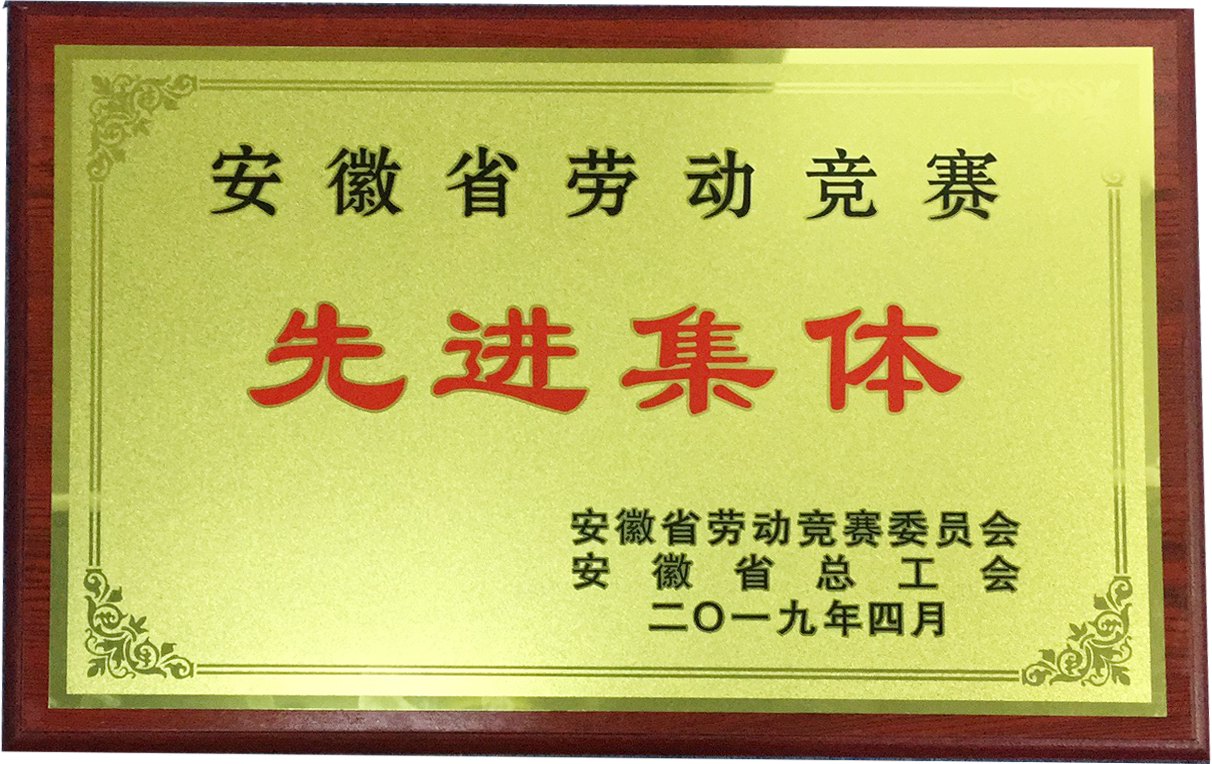 安徽省劳动竞赛
先进集体
安徽省劳动竞赛委员会
安徽省总工会
二〇一九年四月